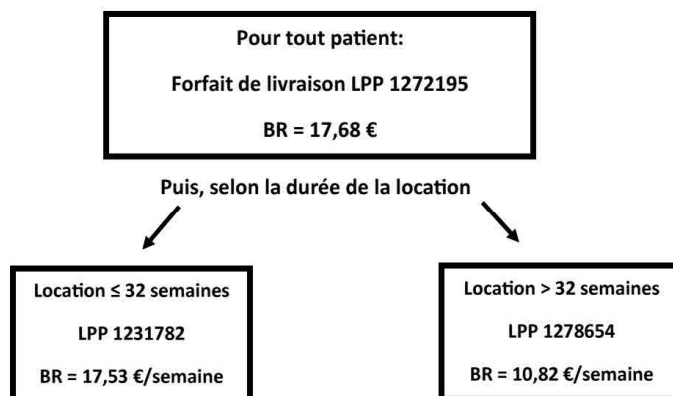 Pour tout patient:
Forfait de livraison LPP 1272195
BR = 17,68 €
Puis, selon la durée de la location
Location ≤ 32 semaines
LPP 1231782
BR = 17,53 €/semaine
Location > 32 semaines
LPP 1278654
BR = 10,82 €/semaine